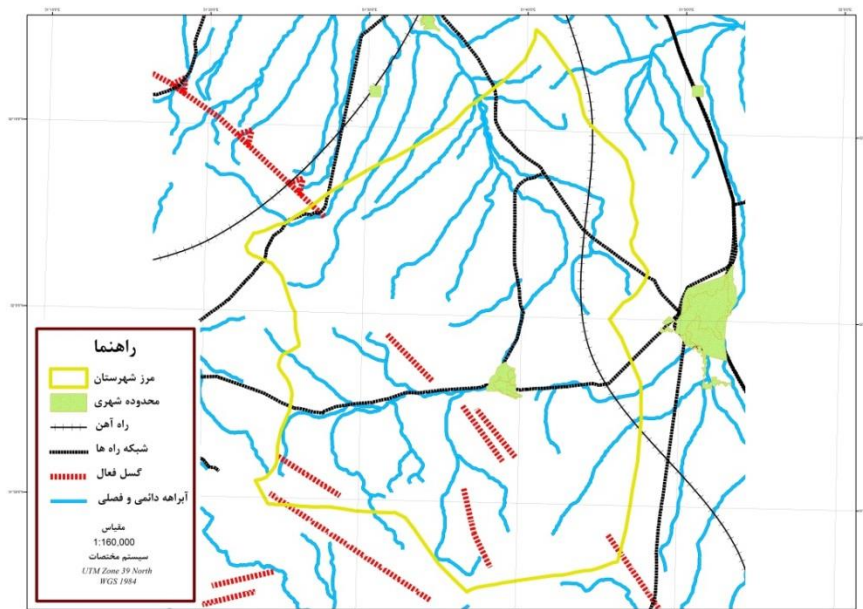 راهنما
مرز شهرستان
محدوده شهری
راه آهن
شبکه راه ها
گسل فعال
آبراهه دائمی و فصلی
مقیاس
1:160,000
سیستم مختصات
UTM Zone 39 North
WGS 1984